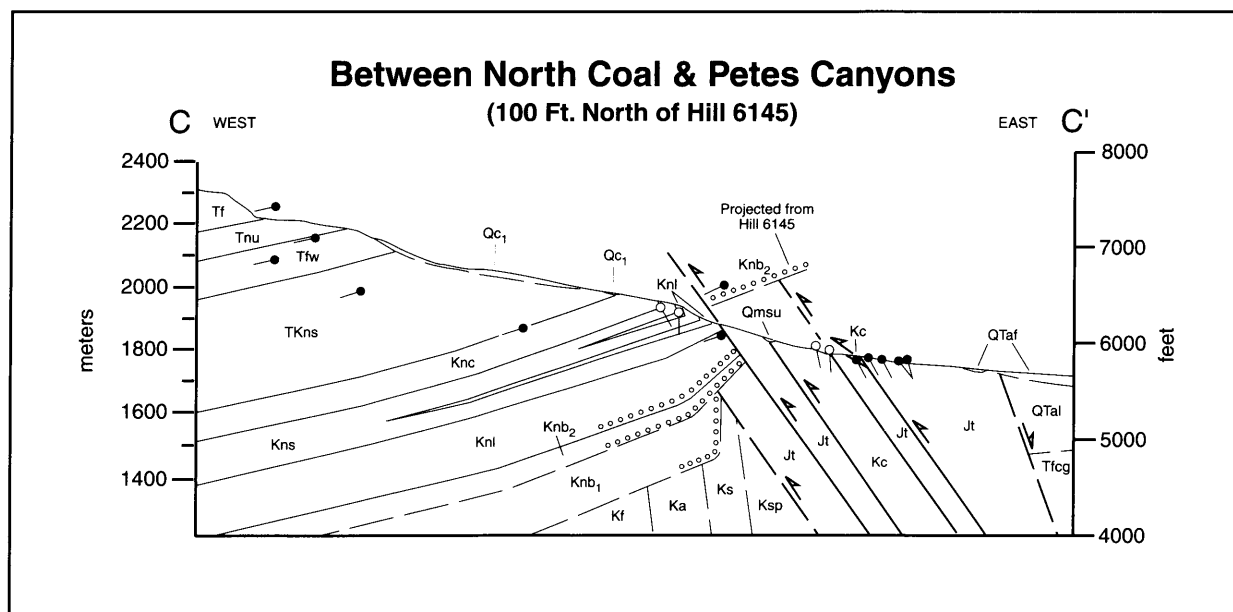 Between North Coal & Petes Canyons
(100 Ft. North of Hill 6145)
C WEST
EAST C'
2400
2200
2000
1800
1600
1400
meters
8000
7000
6000
5000
4000
feet
Projected from
Hill 6145
Tf
Tnu
Tfw
Qc1
Qc1
Knl
Knb2
Qmsu
Kc
QTaf
TKns
Knc
Kns
Knl
Knb2
Knb1
Kf
Ka
Ks
Ksp
Jt
Jt
Kc
Jt
Jt
QTal
Tfcg